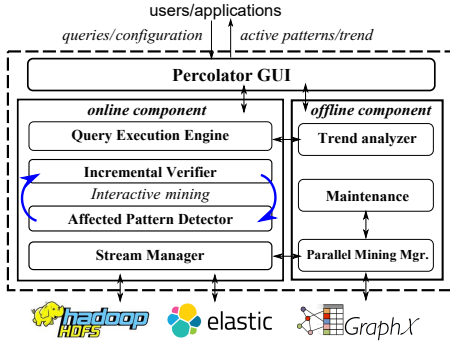 users/applications
queries/configuration active patterns/trend
Percolator GUI
online component
Query Execution Engine
Incremental Verifier
Interactive mining
Affected Pattern Detector
Stream Manager
offline component
Trend analyzer
Maintenance
Parallel Mining Mgr.
hadoop
HDFS
elastic
GraphX